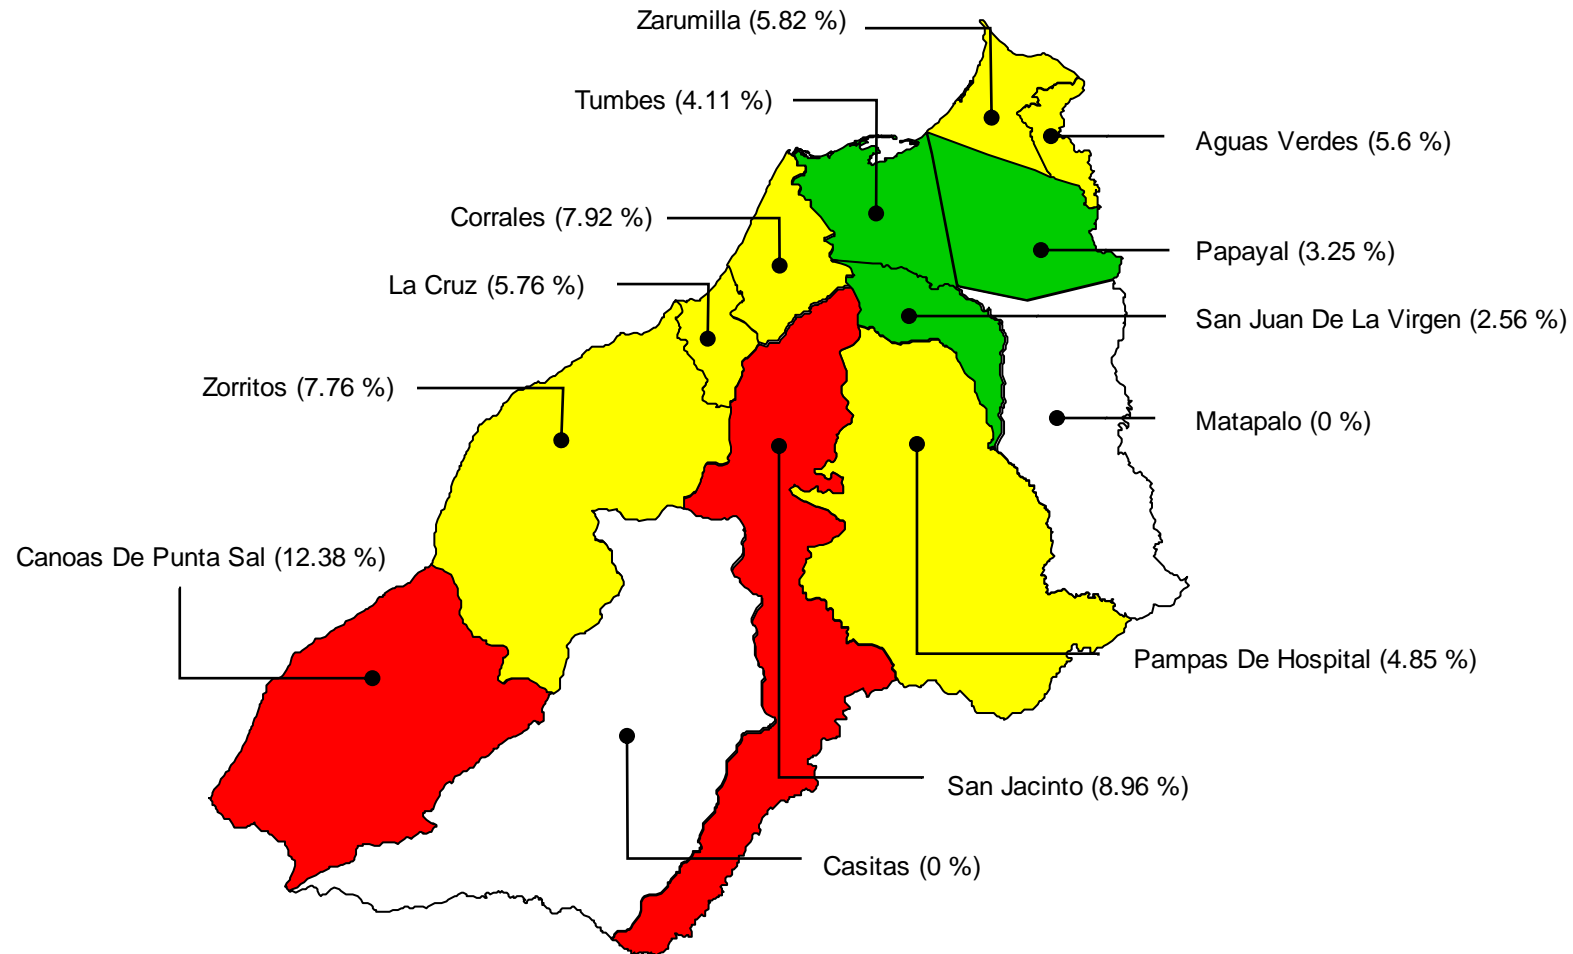 Zarumilla (5.82 %)
Tumbes (4.11 %)
Aguas Verdes (5.6 %)
Corrales (7.92 %)
Papayal (3.25 %)
La Cruz (5.76 %)
San Juan De La Virgen (2.56 %)
Zorritos (7.76 %)
Matapalo (0 %)
Canoas De Punta Sal (12.38 %)
Pampas De Hospital (4.85 %)
San Jacinto (8.96 %)
Casitas (0 %)